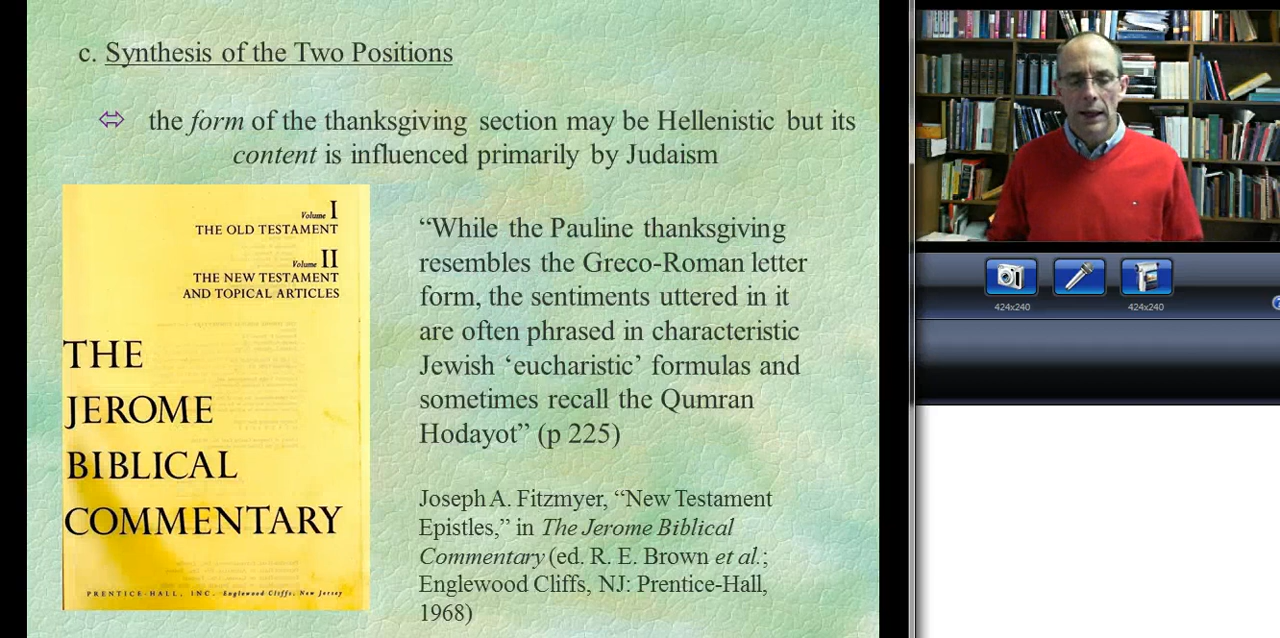 c. Synthesis of the Two Positions
⬄ the form of the thanksgiving section may be Hellenistic but its
content is influenced primarily by Judaism
Volume I
THE OLD TESTAMENT
Volume II
THE NEW TESTAMENT
AND TOPICAL ARTICLES
THE
JEROME
BIBLICAL
COMMENTARY
PRENTICE-HALL, INC. Englewood Cliffs, New Jersey
“While the Pauline thanksgiving
resembles the Greco-Roman letter
form, the sentiments uttered in it
are often phrased in characteristic
Jewish ‘eucharistic’ formulas and
sometimes recall the Qumran
Hodayot” (p 225)
Joseph A. Fitzmyer, “New Testament
Epistles,” in The Jerome Biblical
Commentary (ed. R. E. Brown et al.;
Englewood Cliffs, NJ: Prentice-Hall,
1968)
424x240
424x240